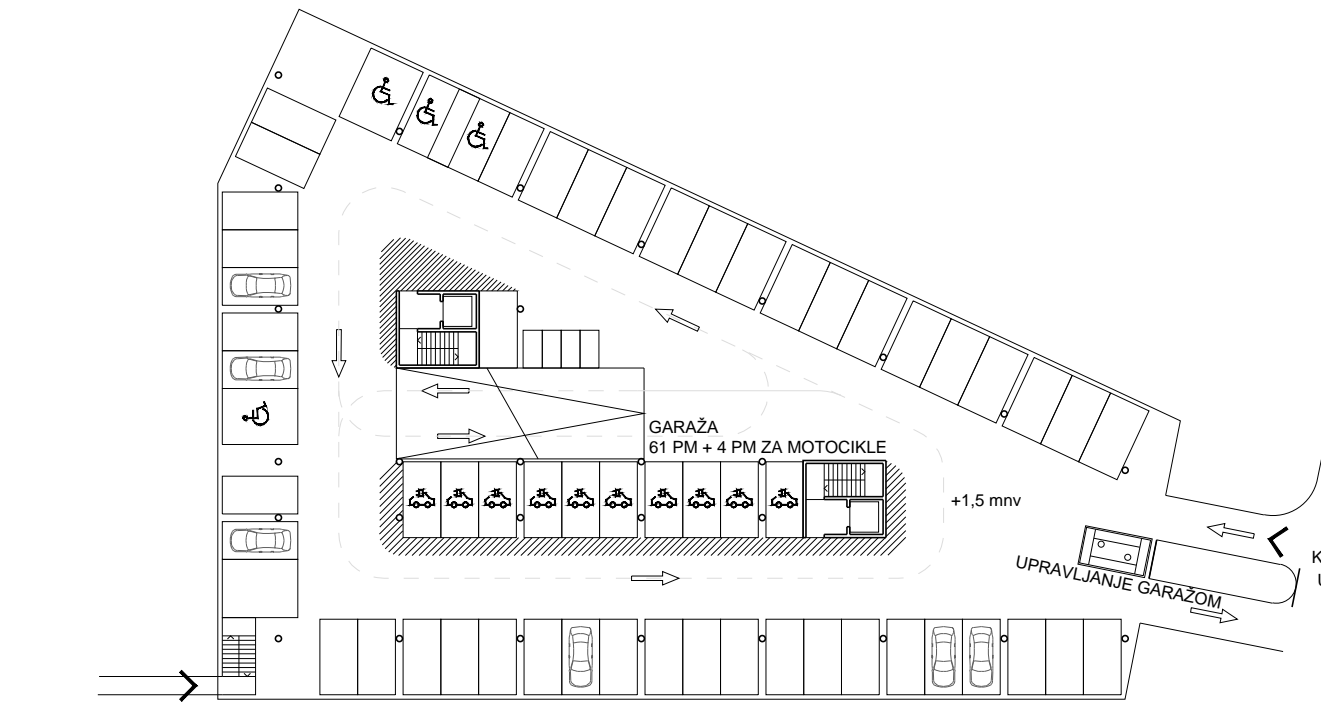 GARAŽA
61 PM + 4 PM ZA MOTOCIKLE
+1,5 mnv
UPRAVLJANJE GARAŽOM
K
U